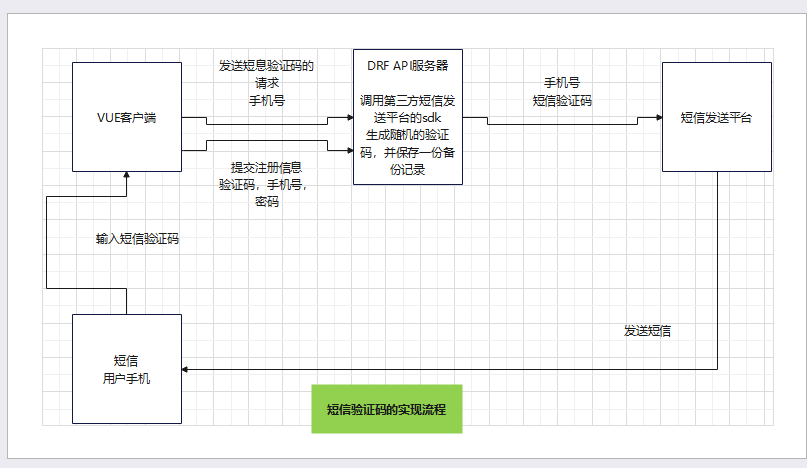 发送短息验证码的
请求
手机号
VUE客户端
提交注册信息
验证码，手机号，
密码
DRF API服务器
调用第三方短信发
送平台的sdk
生成随机的验证
码，并保存一份备
份记录
手机号
短信验证码
短信发送平台
输入短信验证码
发送短信
短信
用户手机
短信验证码的实现流程